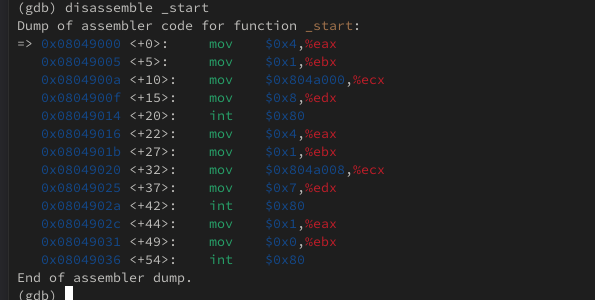 (gdb) disassemble _start
Dump of assembler code for function _start:
=> 0x08049000 <+0>:     mov    $0x4,%eax
   0x08049005 <+5>:     mov    $0x1,%ebx
   0x0804900a <+10>:    mov    $0x804a000,%ecx
   0x0804900f <+15>:    mov    $0x8,%edx
   0x08049014 <+20>:    int    $0x80
   0x08049016 <+22>:    mov    $0x4,%eax
   0x0804901b <+27>:    mov    $0x1,%ebx
   0x08049020 <+32>:    mov    $0x804a008,%ecx
   0x08049025 <+37>:    mov    $0x7,%edx
   0x0804902a <+42>:    int    $0x80
   0x0804902c <+44>:    mov    $0x1,%eax
   0x08049031 <+49>:    mov    $0x0,%ebx
   0x08049036 <+54>:    int    $0x80
End of assembler dump.
(gdb)